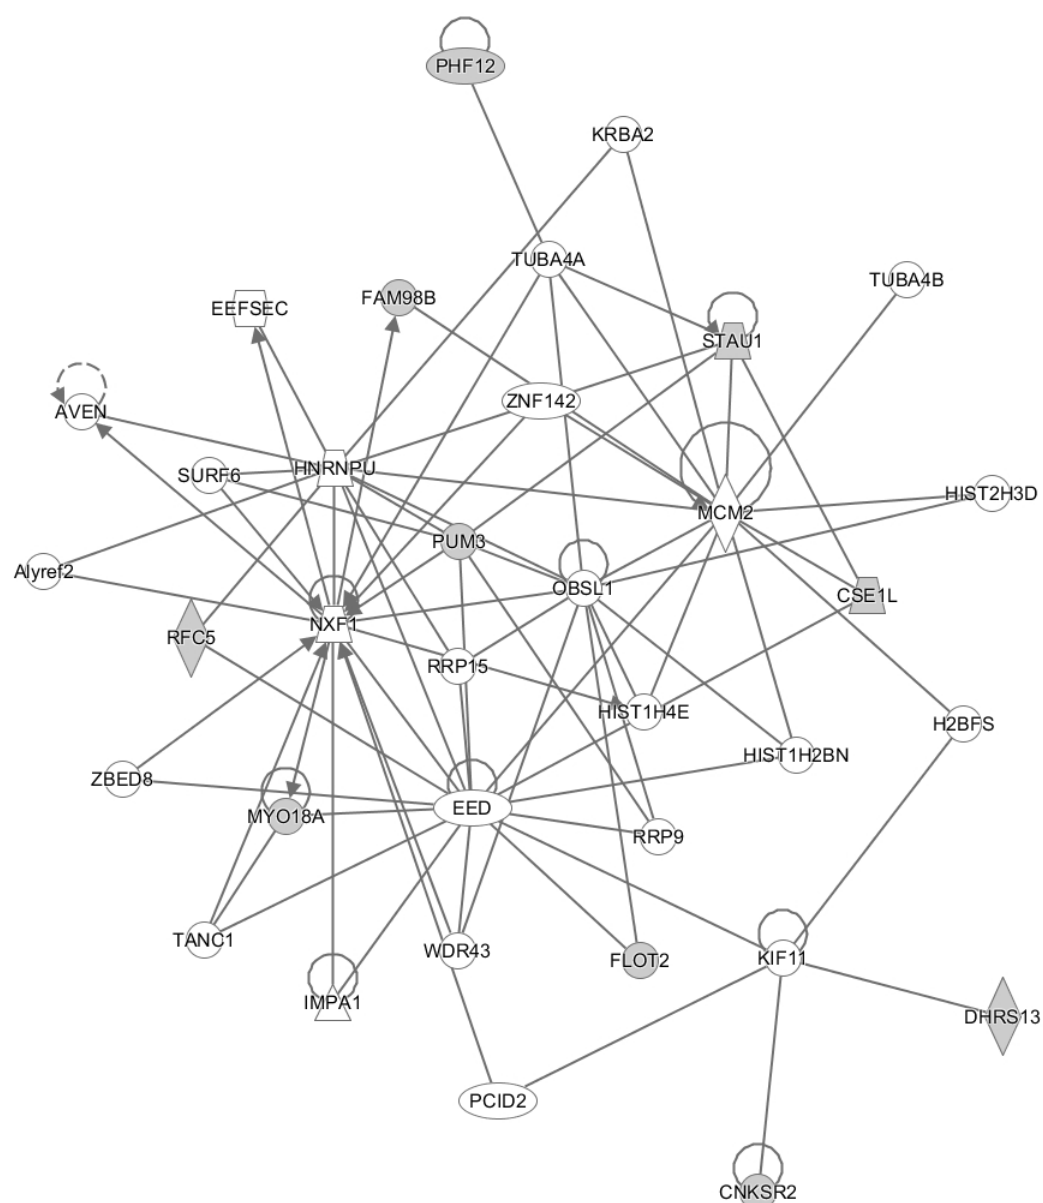 PHF12
KRBA2
TUBA4A
TUBA4B
EEFSEC
FAM98B
STAU1
AVEN
ZNF142
SURF6
HNRNPU
HIST2H3D
MCM2
PUM3
Alyref2
OBSL1
CSE1L
NXF1
RFC5
RRP15
HIST1H4E
H2BFS
HIST1H2BN
ZBED8
EED
MYO18A
RRP9
TANC1
WDR43
KIF11
FLOT2
IMPA1
DHRS13
PCID2
CNKSR2